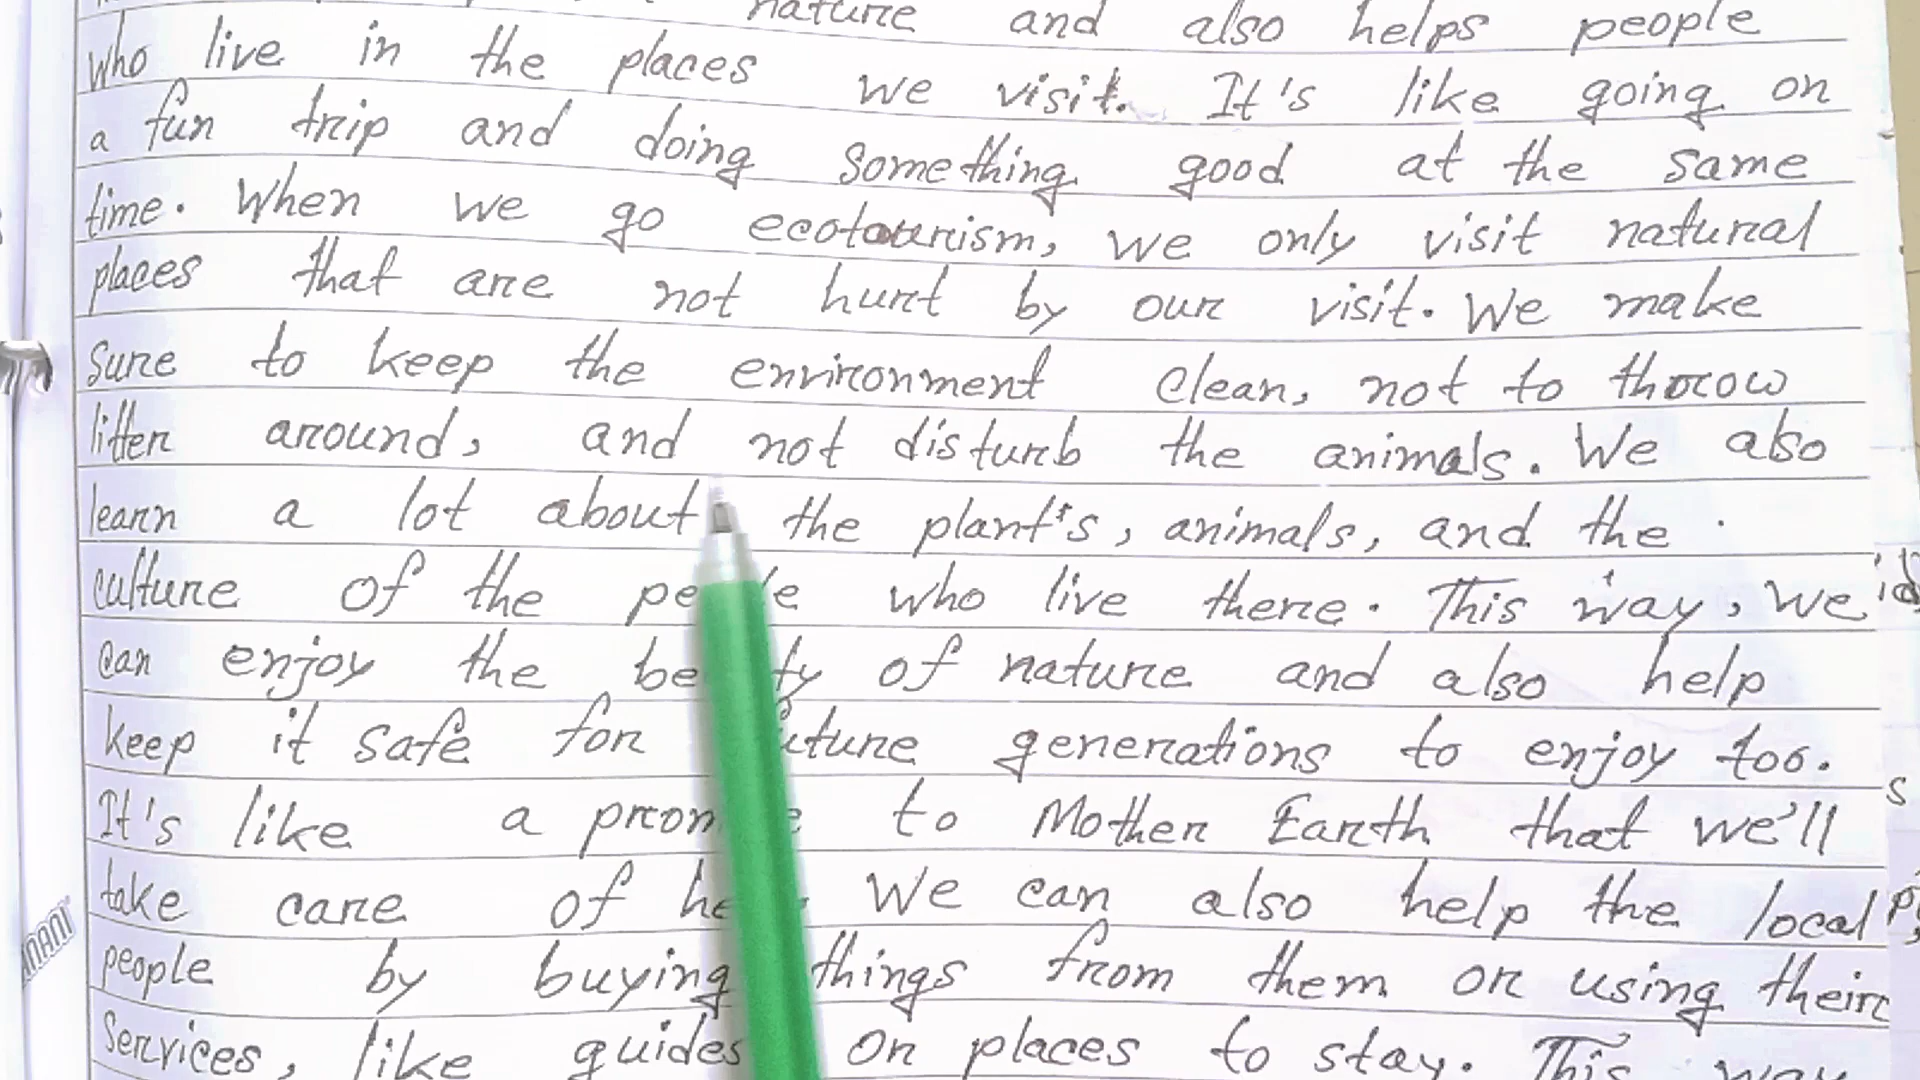 nature and also helps people
who live in the places we visit. It's like going on
a fun trip and doing something good at the same
time. When we go ecotourism, we only visit natural
places that are not hurt by our visit. We make
sure to keep the environment clean, not to throw
litter around, and not disturb the animals. We also
learn a lot about the plant's, animals, and the
culture of the who live there. This way, we
can enjoy the of nature and also help
keep it safe for generations to enjoy too.
It's like a to Mother Earth that we'll
take care of We can also help the local
people by buying things from them or using their
Services, like guides or places to stay. This way